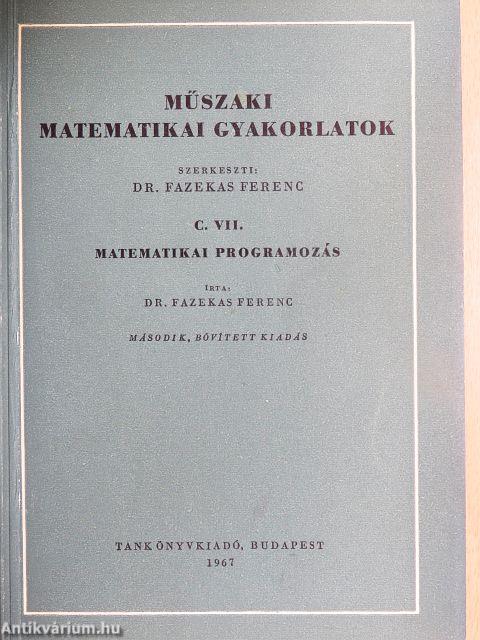 MŰSZAKI
MATEMATIKAI GYAKORLATOK
SZERKESZTI:
DR. FAZEKAS FERENC
C. VII.
MATEMATIKAI PROGRAMOZÁS
ÍRTA:
DR. FAZEKAS FERENC
MÁSODIK, BŐVÍTETT KIADÁS
TANKÖNYVKIADÓ, BUDAPEST
1967
Antikvárium.hu